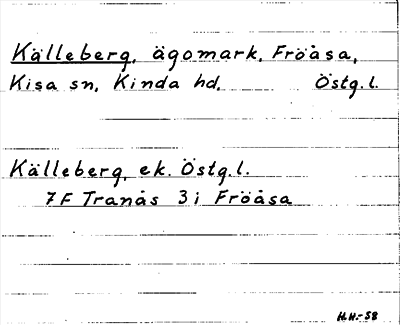 Källeberg, ägomark, Fröåsa,
Kisa sn, Kinda hd, Östg.l.
Källeberg, ek. Östg.l.
7F Tranås 3i Fröåsa
H.H.-58